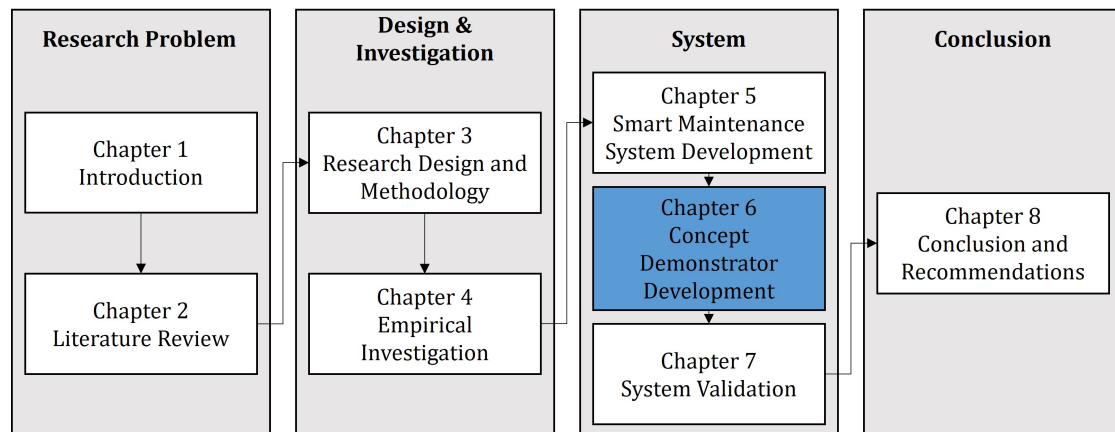 Research Problem
Chapter 1
Introduction
Chapter 2
Literature Review
Design &
Investigation
Chapter 3
Research Design and
Methodology
Chapter 4
Empirical
Investigation
System
Chapter 5
Smart Maintenance
System Development
Chapter 6
Concept
Demonstrator
Development
Chapter 7
System Validation
Conclusion
Chapter 8
Conclusion and
Recommendations